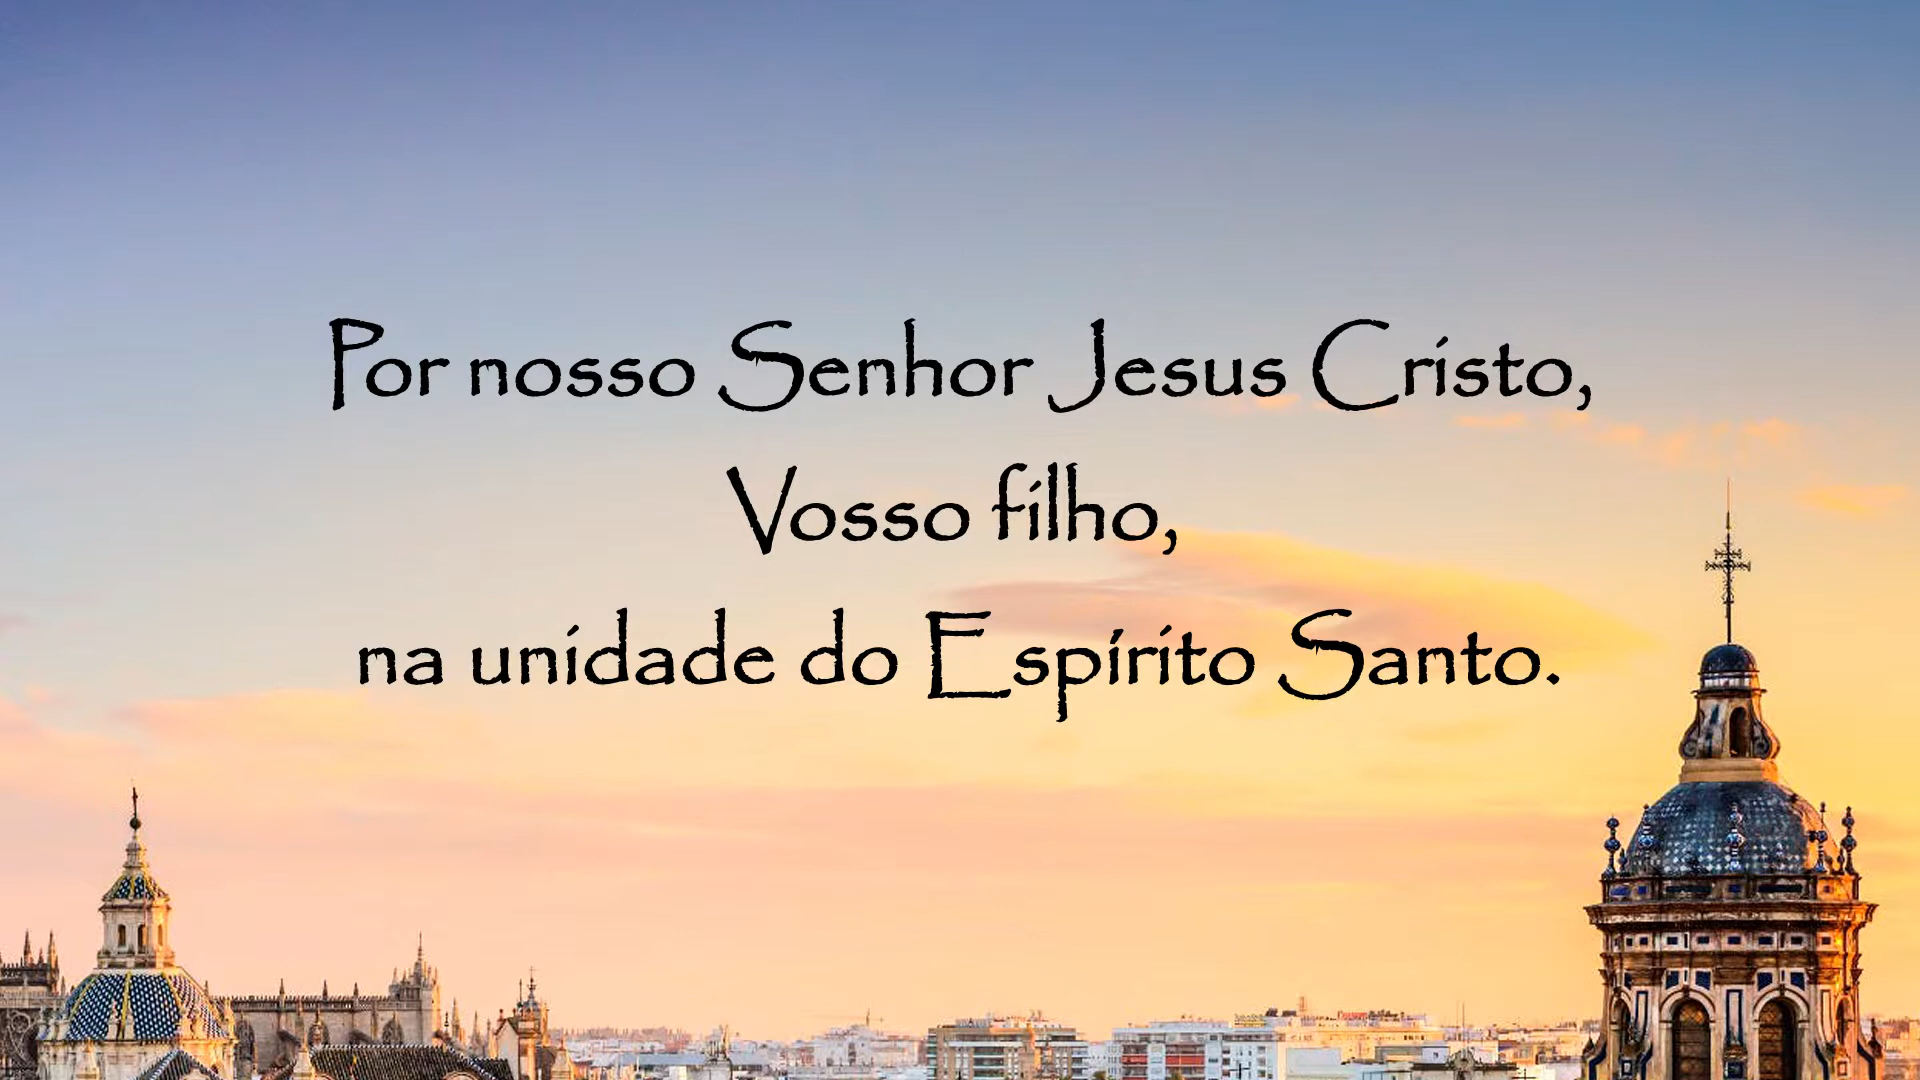 Por nosso Senhor Jesus Cristo,
Vosso filho,
na unidade do Espírito Santo.